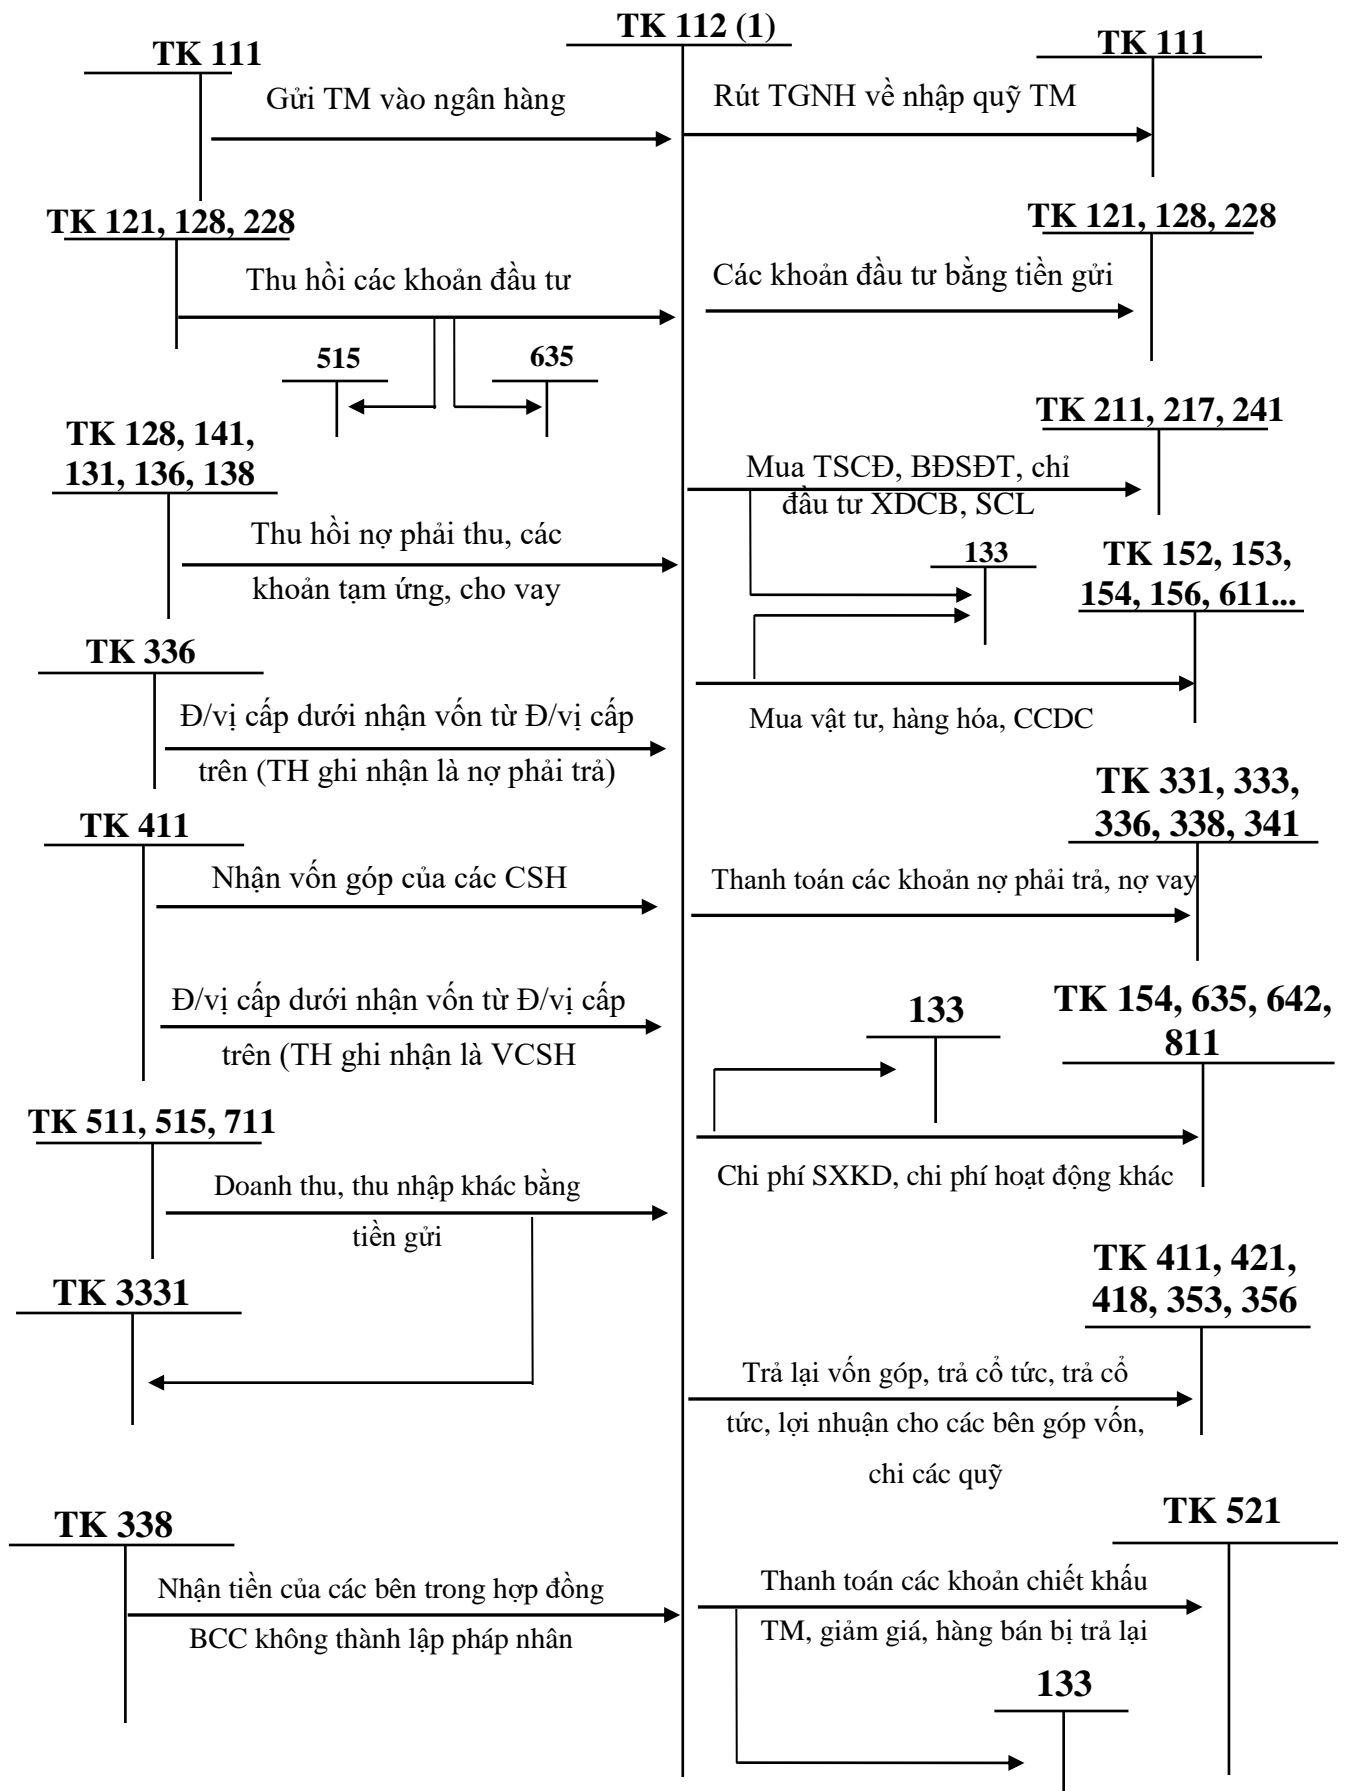 TK 112 (1)
TK 111
TK 111
Gửi TM vào ngân hàng
Rút TGNH về nhập quỹ TM
TK 121, 128, 228
TK 121, 128, 228
Thu hồi các khoản đầu tư
Các khoản đầu tư bằng tiền gửi
515
635
TK 128, 141,
131, 136, 138
TK 211, 217, 241
Mua TSCĐ, BĐSĐT, chỉ
đầu tư XDCB, SCL
Thu hồi nợ phải thu, các
khoản tạm ứng, cho vay
133
TK 152, 153,
154, 156, 611...
TK 336
Đ/vị cấp dưới nhận vốn từ Đ/vị cấp
trên (TH ghi nhận là nợ phải trả)
Mua vật tư, hàng hóa, CCDC
TK 411
TK 331, 333,
336, 338, 341
Nhận vốn góp của các CSH
Thanh toán các khoản nợ phải trả, nợ vay
Đ/vị cấp dưới nhận vốn từ Đ/vị cấp
trên (TH ghi nhận là VCSH
133
TK 154, 635, 642,
811
TK 511, 515, 711
Doanh thu, thu nhập khác bằng
tiền gửi
Chi phí SXKD, chi phí hoạt động khác
TK 3331
TK 411, 421,
418, 353, 356
Trả lại vốn góp, trả cổ tức, trả cổ
tức, lợi nhuận cho các bên góp vốn,
chi các quỹ
TK 338
TK 521
Nhận tiền của các bên trong hợp đồng
BCC không thành lập pháp nhân
Thanh toán các khoản chiết khấu
TM, giảm giá, hàng bán bị trả lại
133